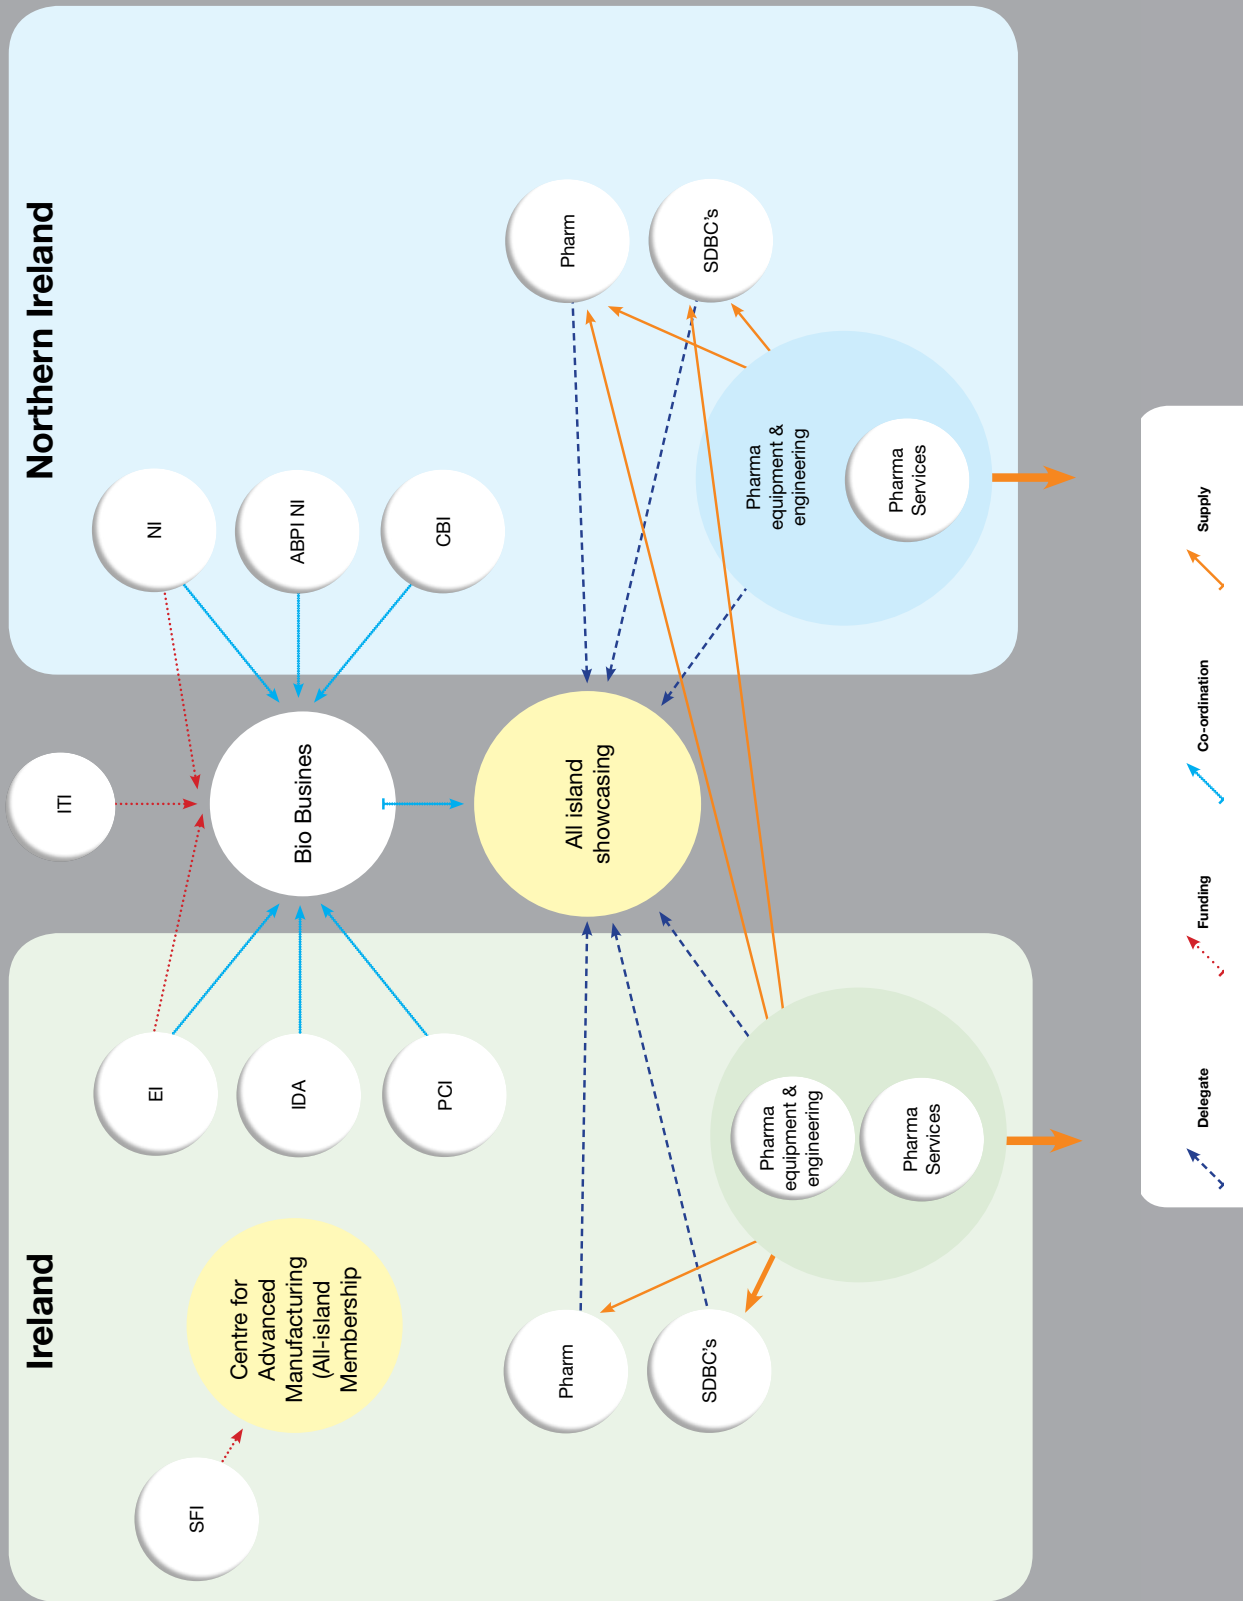 Ireland
Northern Ireland
ITI
SFI
Centre for
Advanced
Manufacturing
(All-island
Membership
EI
IDA
PCI
Bio Busines
NI
ABPI NI
CBI
All island
showcasing
Pharm
SDBC's
Pharma
equipment &
engineering
Pharma
Services
Pharm
SDBC's
Pharma
equipment &
engineering
Pharma
Services
Delegate
Funding
Co-ordination
Supply